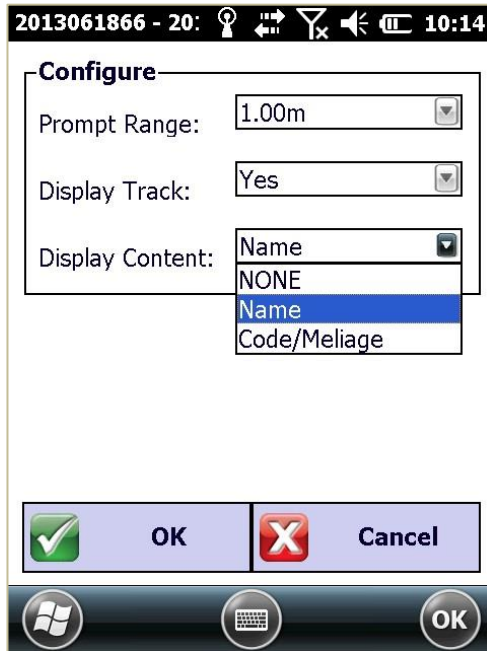 2013061866 - 20: 10:14
Configure
Prompt Range: 1.00m
Display Track: Yes
Display Content: Name
NONE
Name
Code/Meliage
OK Cancel
OK